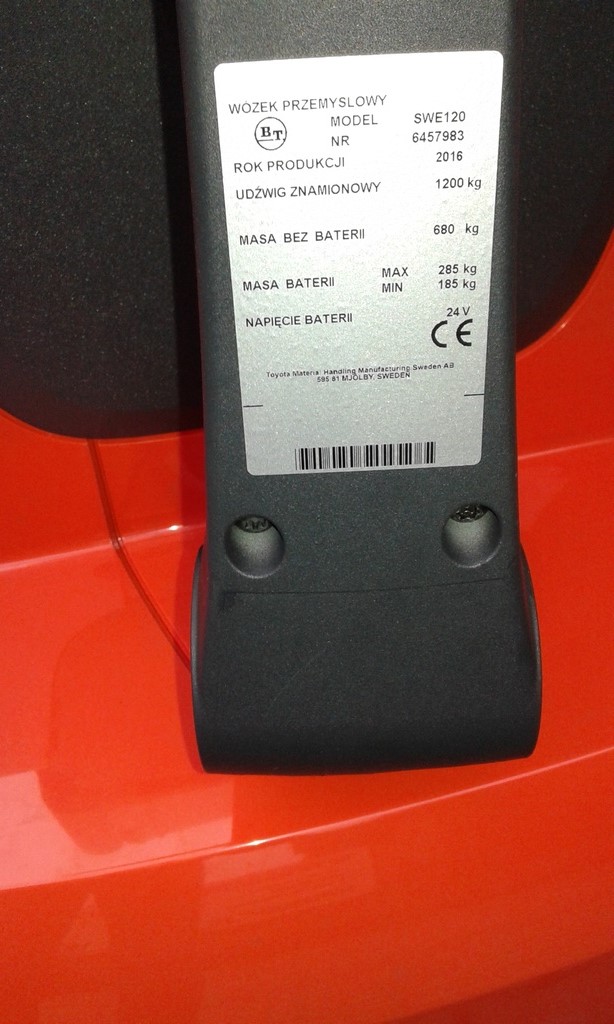 WÓZEK PRZEMYSLOWY
BT MODEL SWE120
NR 6457983
ROK PRODUKCJI 2016
UDŹWIG ZNAMIONOWY 1200 kg
MASA BEZ BATERII 680 kg
MASA BATERII MAX 285 kg
MIN 185 kg
NAPIĘCIE BATERII 24 V
CE
Toyota Material Handling Manufacturing Sweden AB
595 81 MJÖLBY, SWEDEN